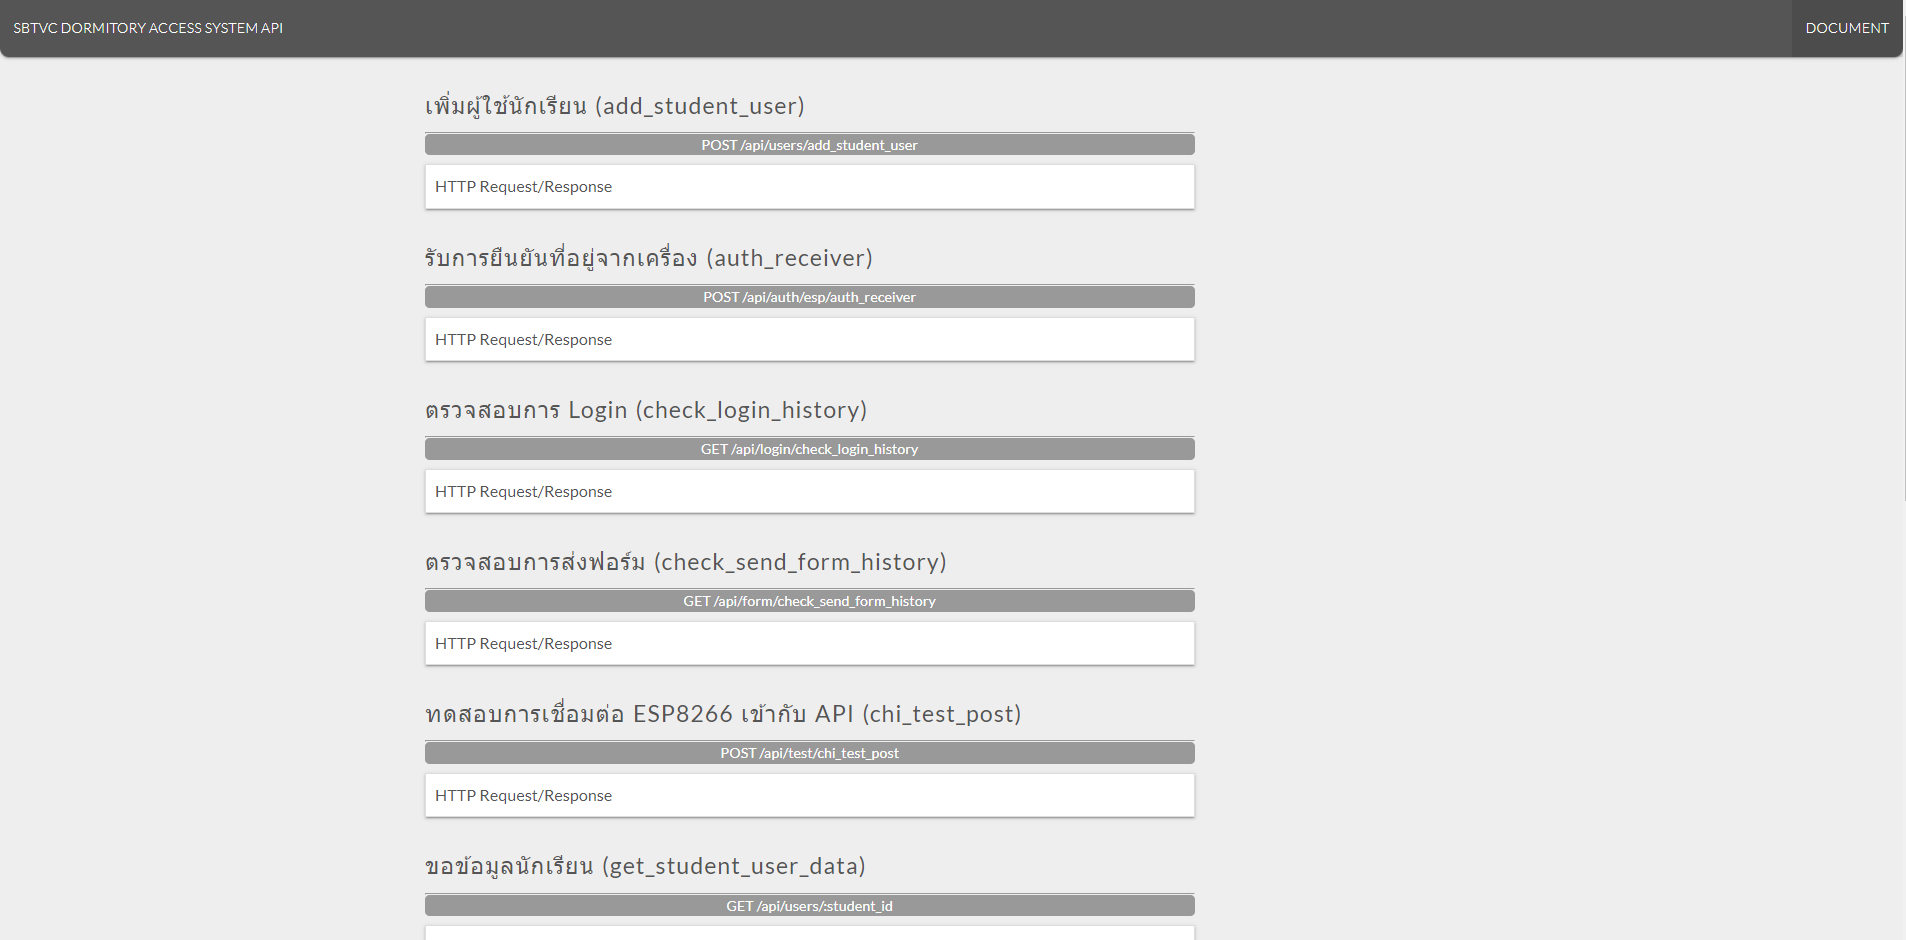 SBTVC DORMITORY ACCESS SYSTEM API
DOCUMENT
เพิ่มผู้ใช้นักเรียน (add_student_user)
POST /api/users/add_student_user
HTTP Request/Response
รับการยืนยันที่อยู่จากเครื่อง (auth_receiver)
POST /api/auth/esp/auth_receiver
HTTP Request/Response
ตรวจสอบการ Login (check_login_history)
GET /api/login/check_login_history
HTTP Request/Response
ตรวจสอบการส่งฟอร์ม (check_send_form_history)
GET /api/form/check_send_form_history
HTTP Request/Response
ทดสอบการเชื่อมต่อ ESP8266 เข้ากับ API (chi_test_post)
POST /api/test/chi_test_post
HTTP Request/Response
ขอข้อมูลนักเรียน (get_student_user_data)
GET /api/users/:student_id